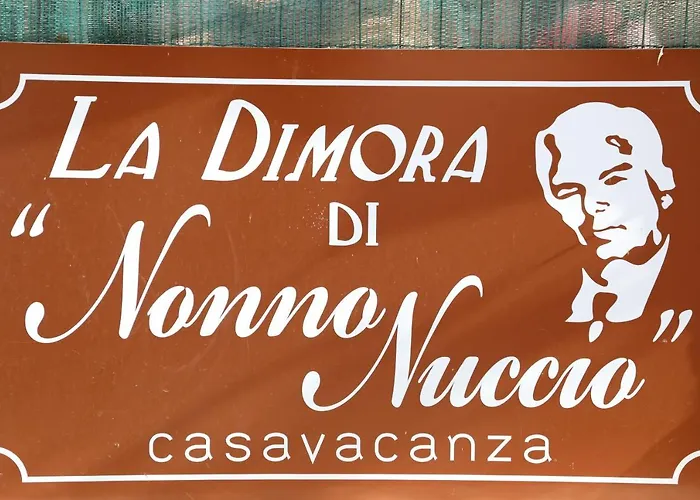 La Dimora
di
“Nonno
Nuccio”
casavacanza